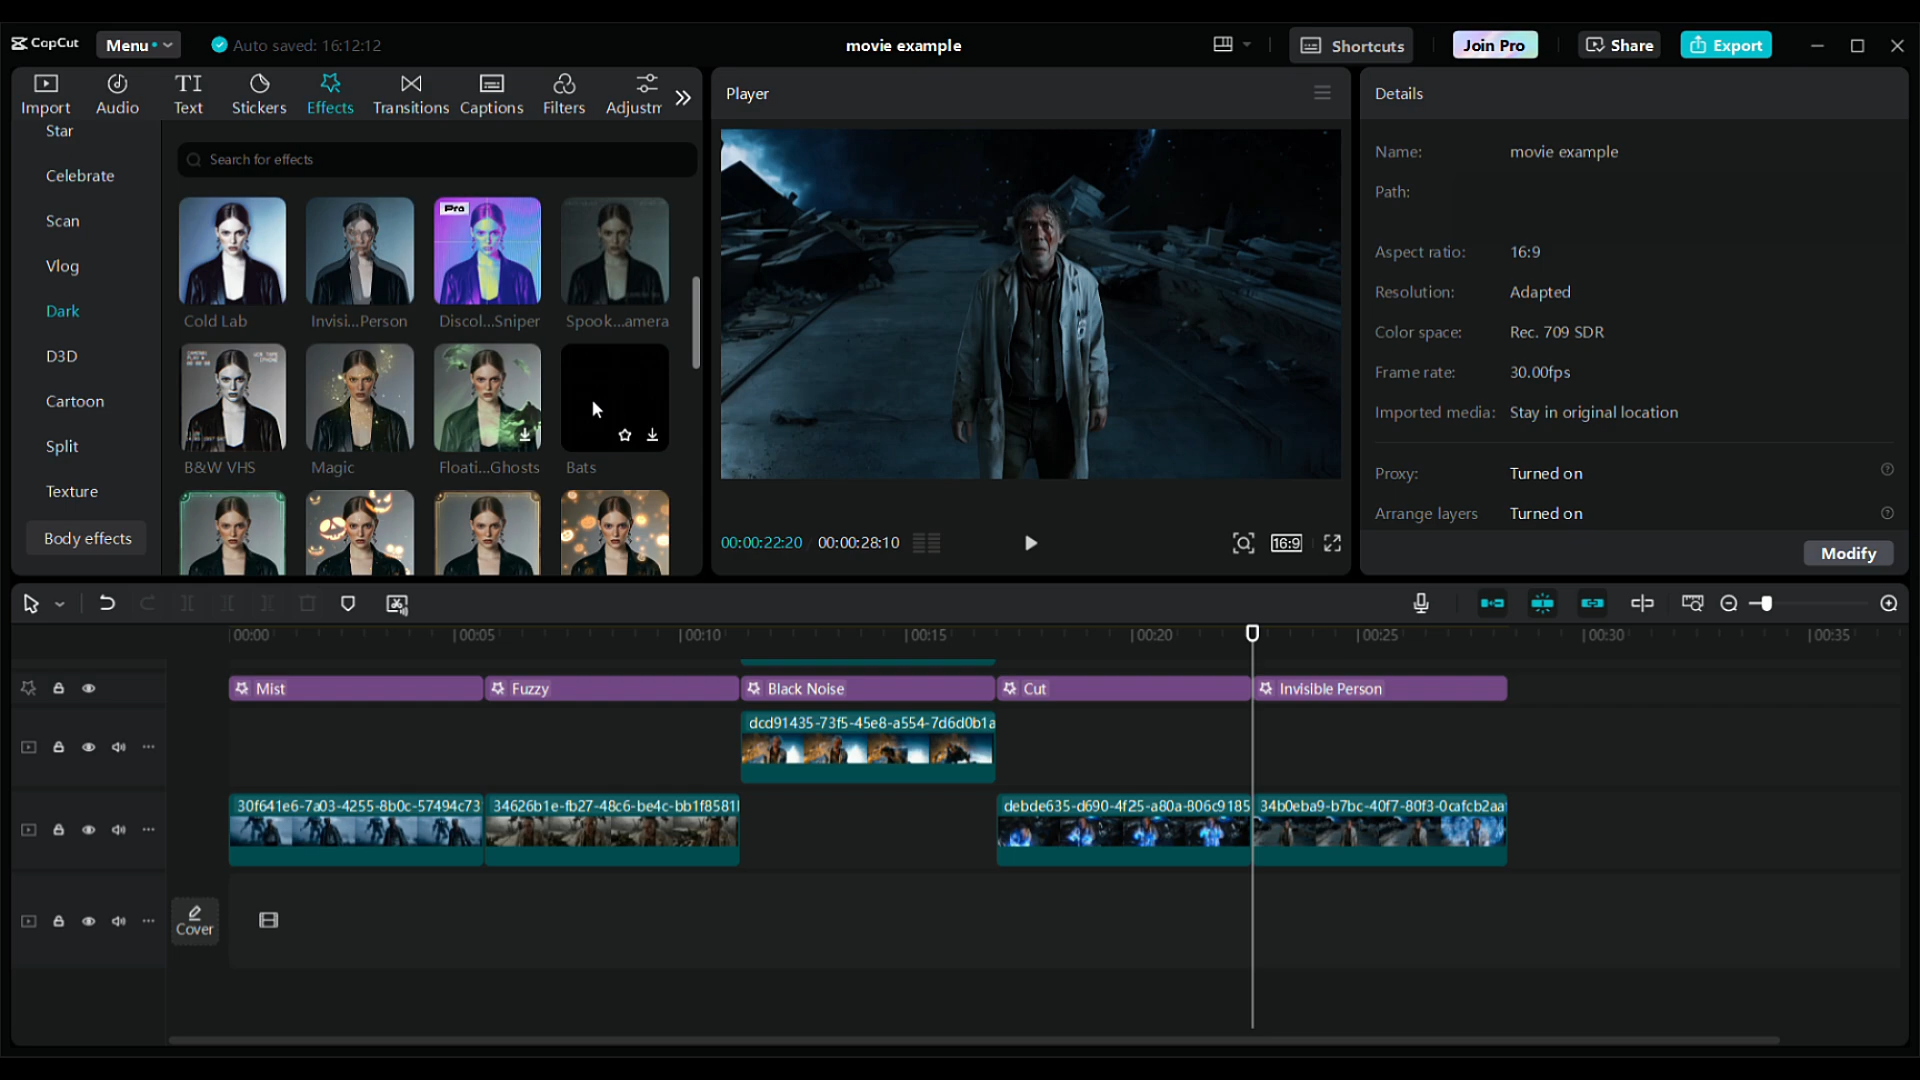 CapCut
Menu
Auto saved: 16:12:12
movie example
Shortcuts
Join Pro
Share
Export
Import
Audio
Text
Stickers
Effects
Transitions
Captions
Filters
Adjustm
Star
Celebrate
Scan
Vlog
Dark
D3D
Cartoon
Split
Texture
Body effects
Search for effects
Pro
Cold Lab
Invisi...Person
Discol...Sniper
Spook...amera
B&W VHS
Magic
Floati...Ghosts
Bats
Player
00:00:22:20
00:00:28:10
16:9
Details
Name: movie example
Path:
Aspect ratio: 16:9
Resolution: Adapted
Color space: Rec. 709 SDR
Frame rate: 30.00fps
Imported media: Stay in original location
Proxy: Turned on
Arrange layers Turned on
Modify
00:00
00:05
00:10
00:15
00:20
00:25
00:30
00:35
Mist
Fuzzy
Black Noise
Cut
Invisible Person
dcd91435-73f5-45e8-a554-7d6d0b1a
30f641e6-7a03-4255-8b0c-57494c73
34626b1e-fb27-48c6-be4c-bb1f8581
debde635-d690-4f25-a80a-806c9185
34b0eba9-b7bc-40f7-80f3-0cafcb2aa
Cover